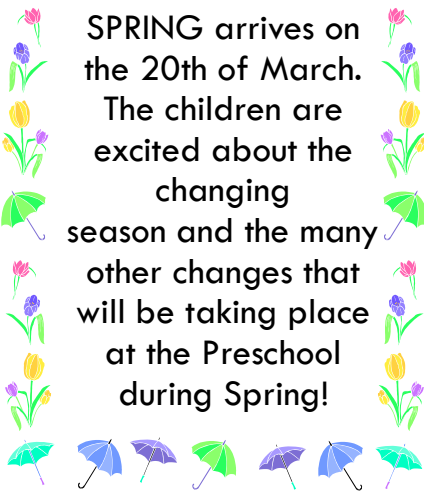 SPRING arrives on
the 20th of March.
The children are
excited about the
changing
season and the many
other changes that
will be taking place
at the Preschool
during Spring!